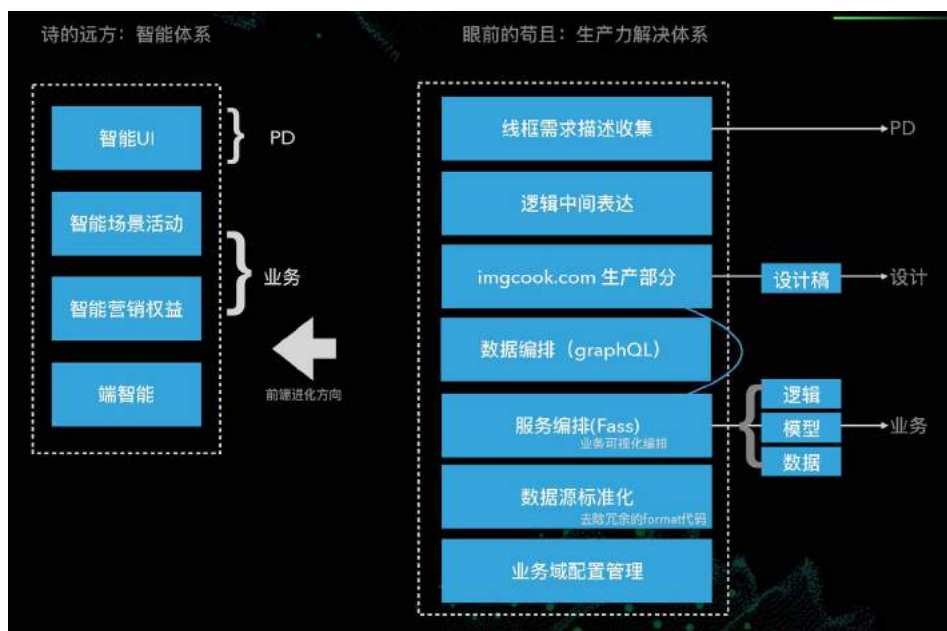 诗的远方：智能体系
智能UI
PD
智能场景活动
业务
智能营销权益
端智能
前端进化方向
眼前的苟且：生产力解决体系
线框需求描述收集
PD
逻辑中间表达
imgcook.com 生产部分
设计稿
设计
数据编排（graphQL）
服务编排(Fass)
业务可视化编排
逻辑
模型
数据
业务
数据源标准化
去除冗余的format代码
业务域配置管理